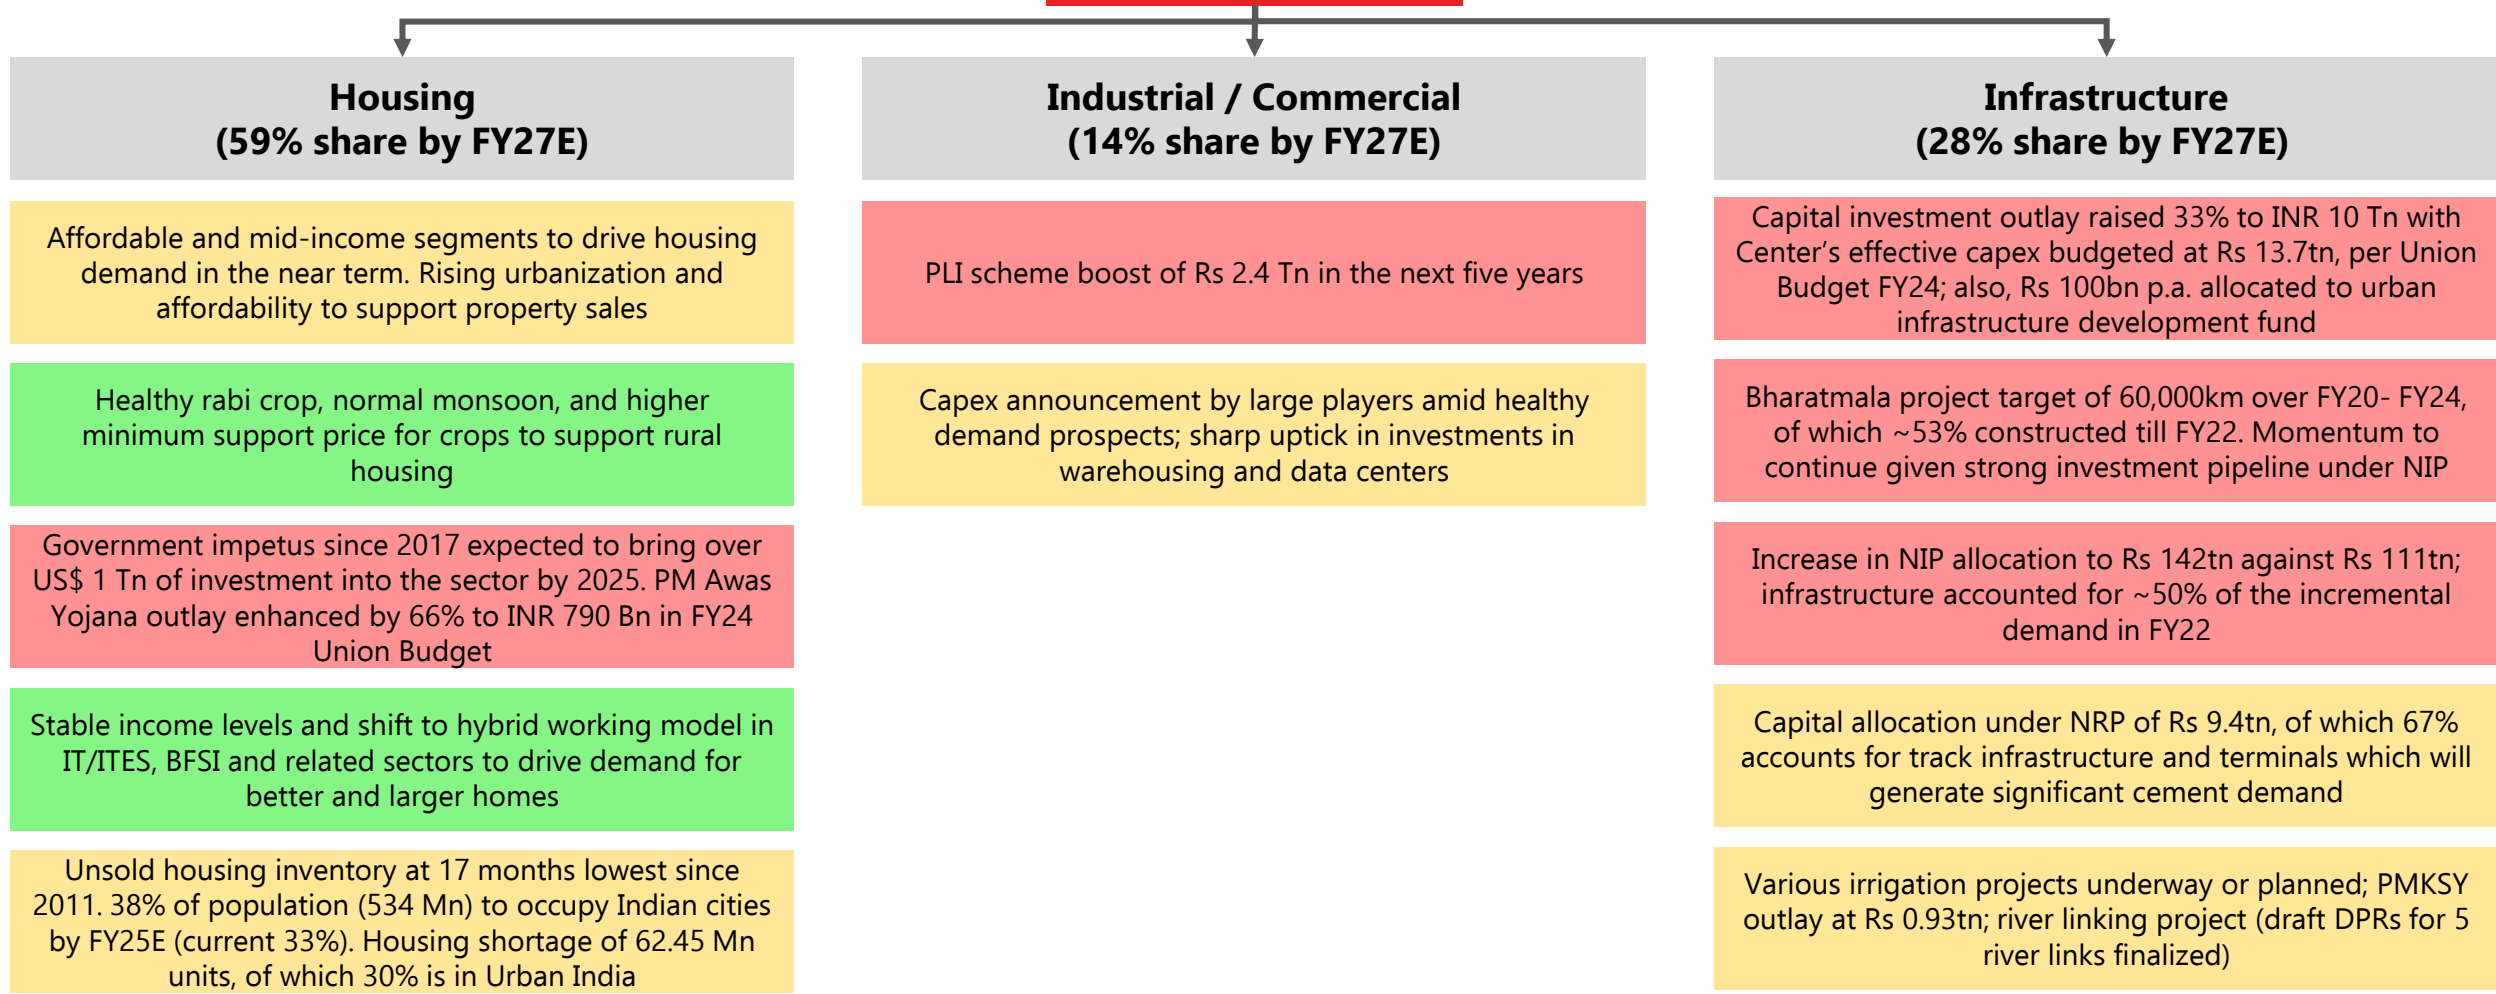 Housing
(59% share by FY27E)
Affordable and mid-income segments to drive housing
demand in the near term. Rising urbanization and
affordability to support property sales
Healthy rabi crop, normal monsoon, and higher
minimum support price for crops to support rural
housing
Government impetus since 2017 expected to bring over
US$ 1 Tn of investment into the sector by 2025. PM Awas
Yojana outlay enhanced by 66% to INR 790 Bn in FY24
Union Budget
Stable income levels and shift to hybrid working model in
IT/ITES, BFSI and related sectors to drive demand for
better and larger homes
Unsold housing inventory at 17 months lowest since
2011. 38% of population (534 Mn) to occupy Indian cities
by FY25E (current 33%). Housing shortage of 62.45 Mn
units, of which 30% is in Urban India
Industrial / Commercial
(14% share by FY27E)
PLI scheme boost of Rs 2.4 Tn in the next five years
Capex announcement by large players amid healthy
demand prospects; sharp uptick in investments in
warehousing and data centers
Infrastructure
(28% share by FY27E)
Capital investment outlay raised 33% to INR 10 Tn with
Center’s effective capex budgeted at Rs 13.7tn, per Union
Budget FY24; also, Rs 100bn p.a. allocated to urban
infrastructure development fund
Bharatmala project target of 60,000km over FY20- FY24,
of which ~53% constructed till FY22. Momentum to
continue given strong investment pipeline under NIP
Increase in NIP allocation to Rs 142tn against Rs 111tn;
infrastructure accounted for ~50% of the incremental
demand in FY22
Capital allocation under NRP of Rs 9.4tn, of which 67%
accounts for track infrastructure and terminals which will
generate significant cement demand
Various irrigation projects underway or planned; PMKSY
outlay at Rs 0.93tn; river linking project (draft DPRs for 5
river links finalized)